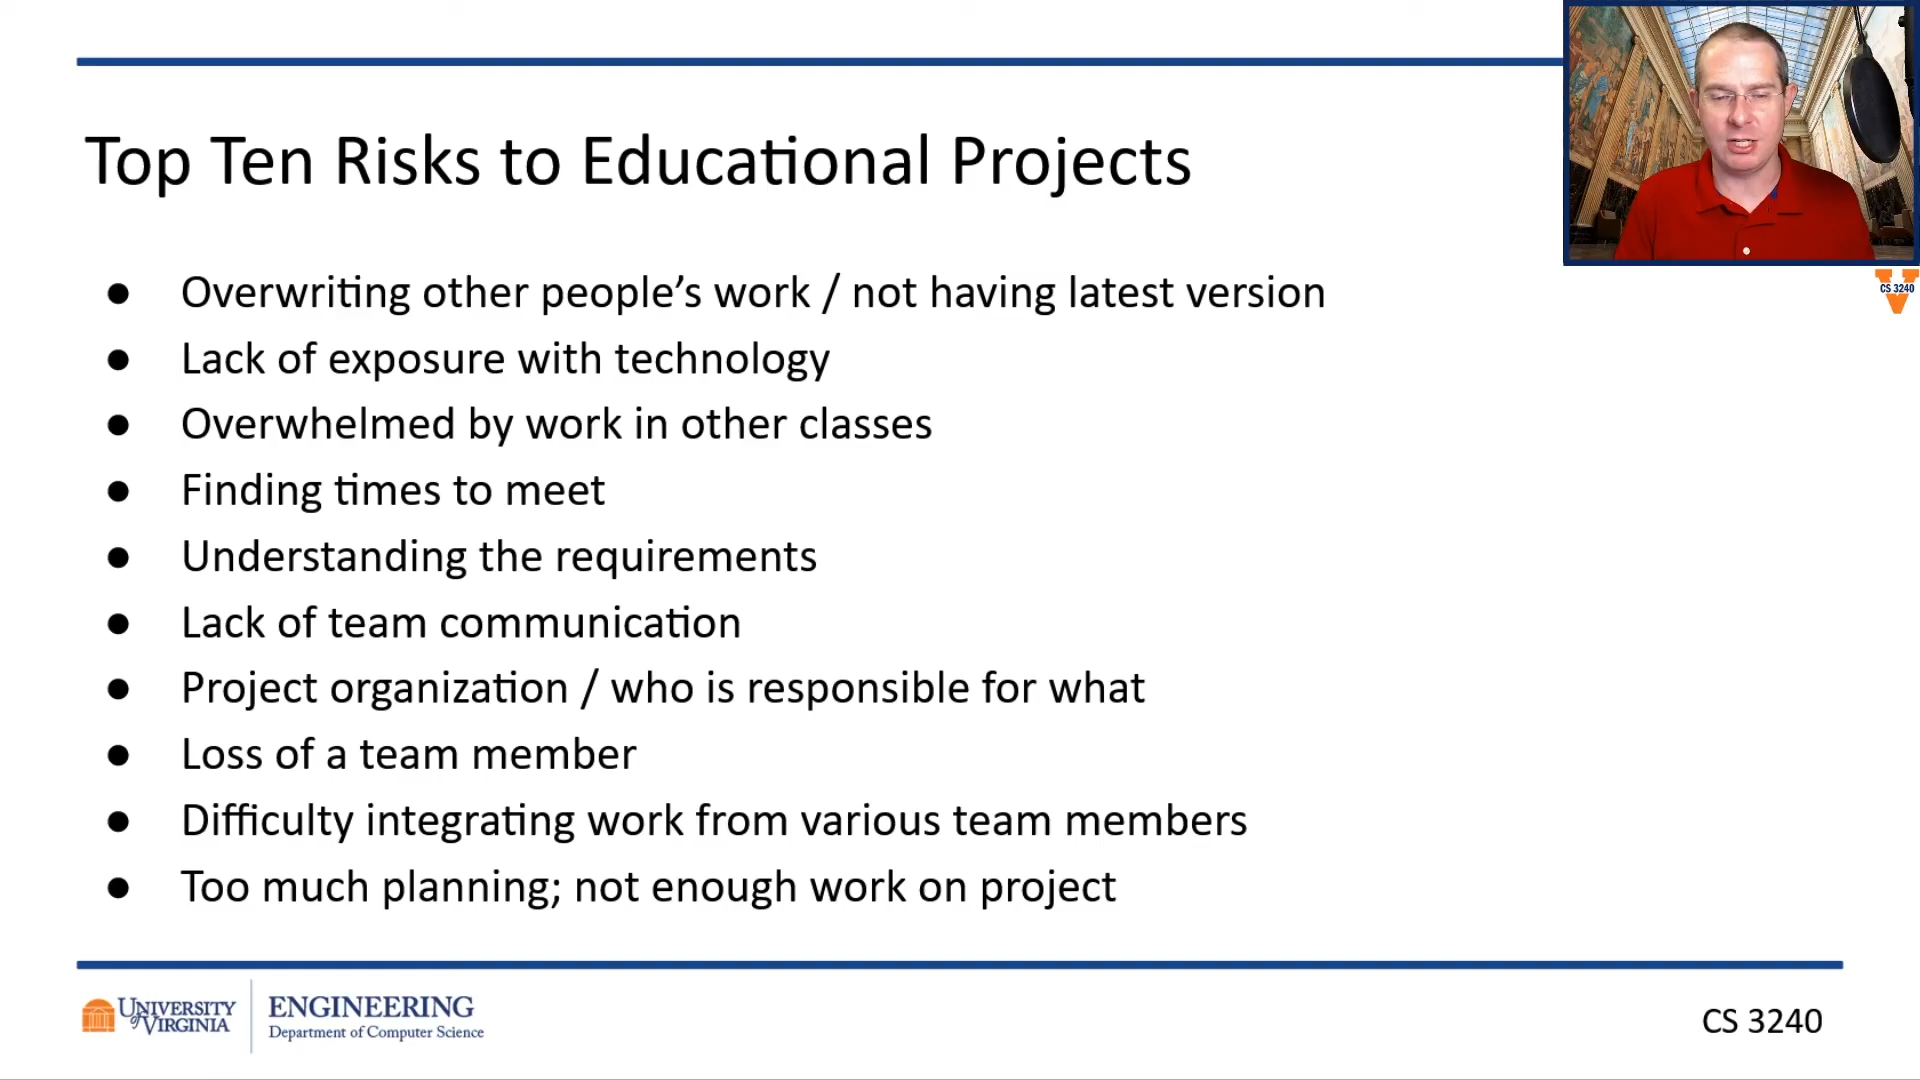 Top Ten Risks to Educational Projects
CS 3240
● Overwriting other people’s work / not having latest version
● Lack of exposure with technology
● Overwhelmed by work in other classes
● Finding times to meet
● Understanding the requirements
● Lack of team communication
● Project organization / who is responsible for what
● Loss of a team member
● Difficulty integrating work from various team members
● Too much planning; not enough work on project
UNIVERSITY of VIRGINIA
ENGINEERING
Department of Computer Science
CS 3240